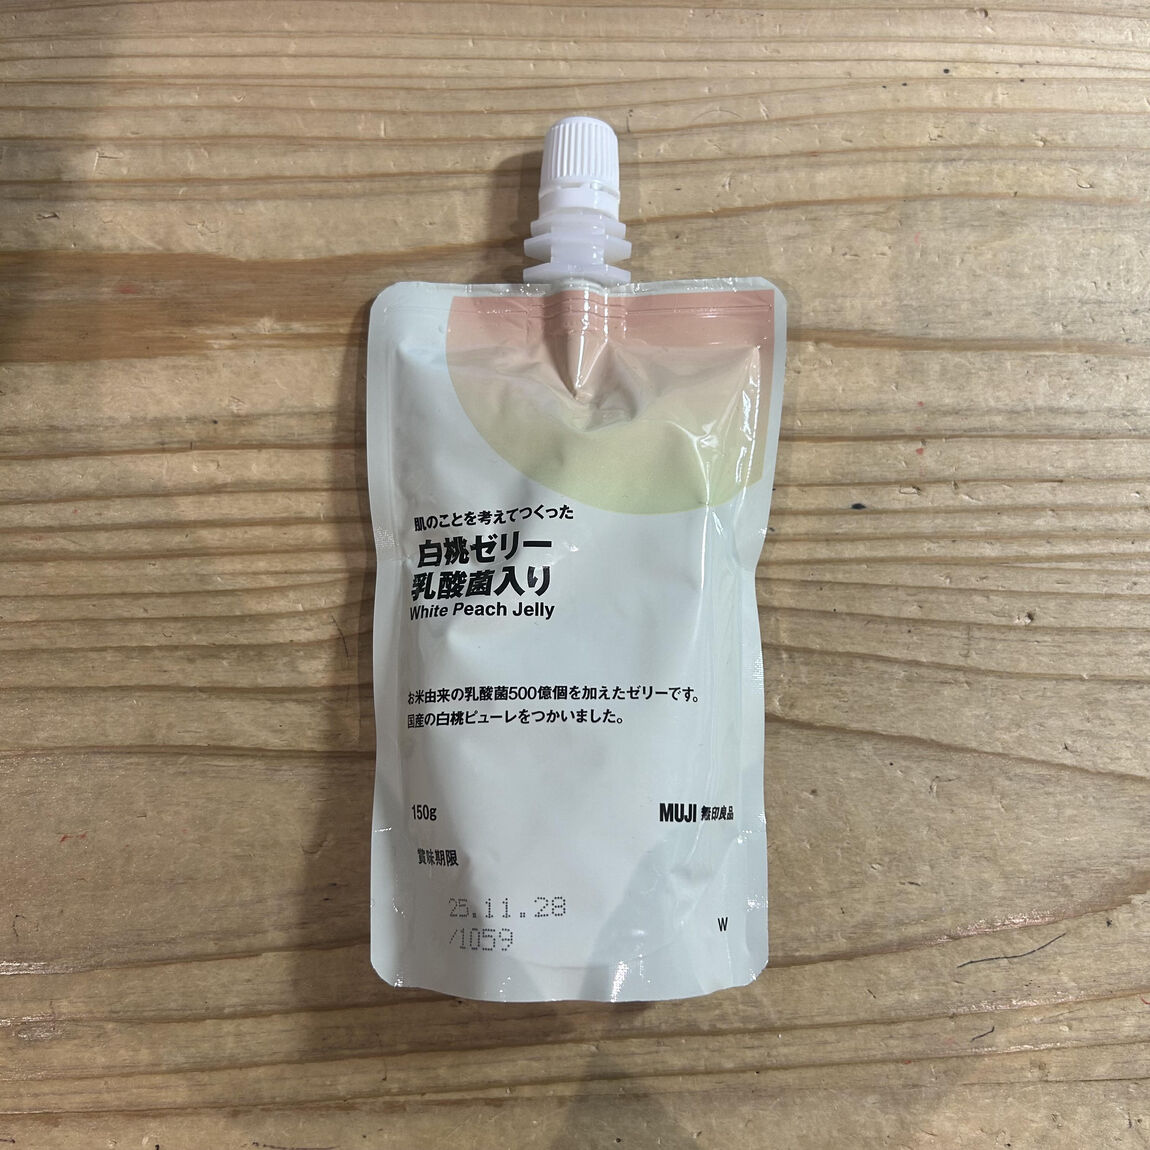 肌のことを考えてつくった
白桃ゼリー
乳酸菌入り
White Peach Jelly
お米由来の乳酸菌500億個を加えたゼリーです。
国産の白桃ピューレをつかいました。
150g
MUJI 無印良品
賞味期限
25.11.28
/1059
W